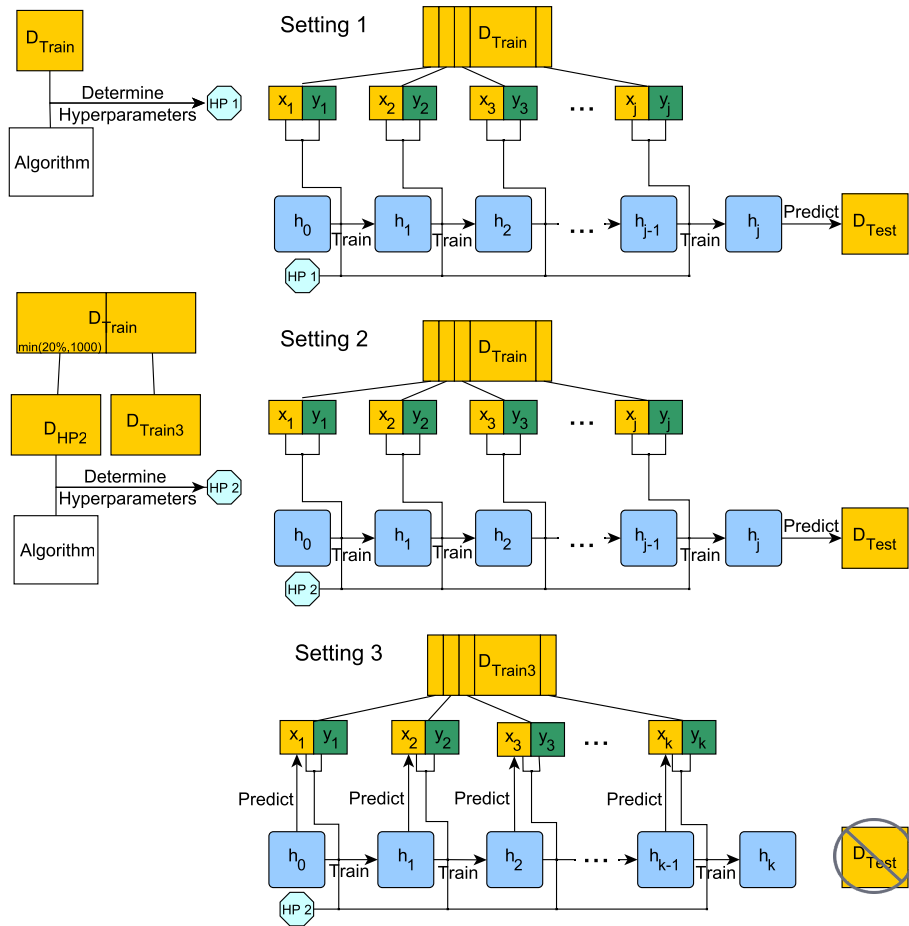 Setting 1
D_Train
D_Train
Determine
Hyperparameters
HP 1
Algorithm
x_1 y_1 x_2 y_2 x_3 y_3 ... x_j y_j
h_0 h_1 h_2 ... h_j-1 h_j
Train Train Train
Predict
D_Test
HP 1
D_Train
min(20%,1000)
D_HP2 D_Train3
Determine
Hyperparameters
HP 2
Algorithm
Setting 2
D_Train
x_1 y_1 x_2 y_2 x_3 y_3 ... x_j y_j
h_0 h_1 h_2 ... h_j-1 h_j
Train Train Train
Predict
D_Test
HP 2
Setting 3
D_Train3
x_1 y_1 x_2 y_2 x_3 y_3 ... x_k y_k
Predict Predict Predict Predict
h_0 h_1 h_2 ... h_k-1 h_k
Train Train Train
D_Test
HP 2